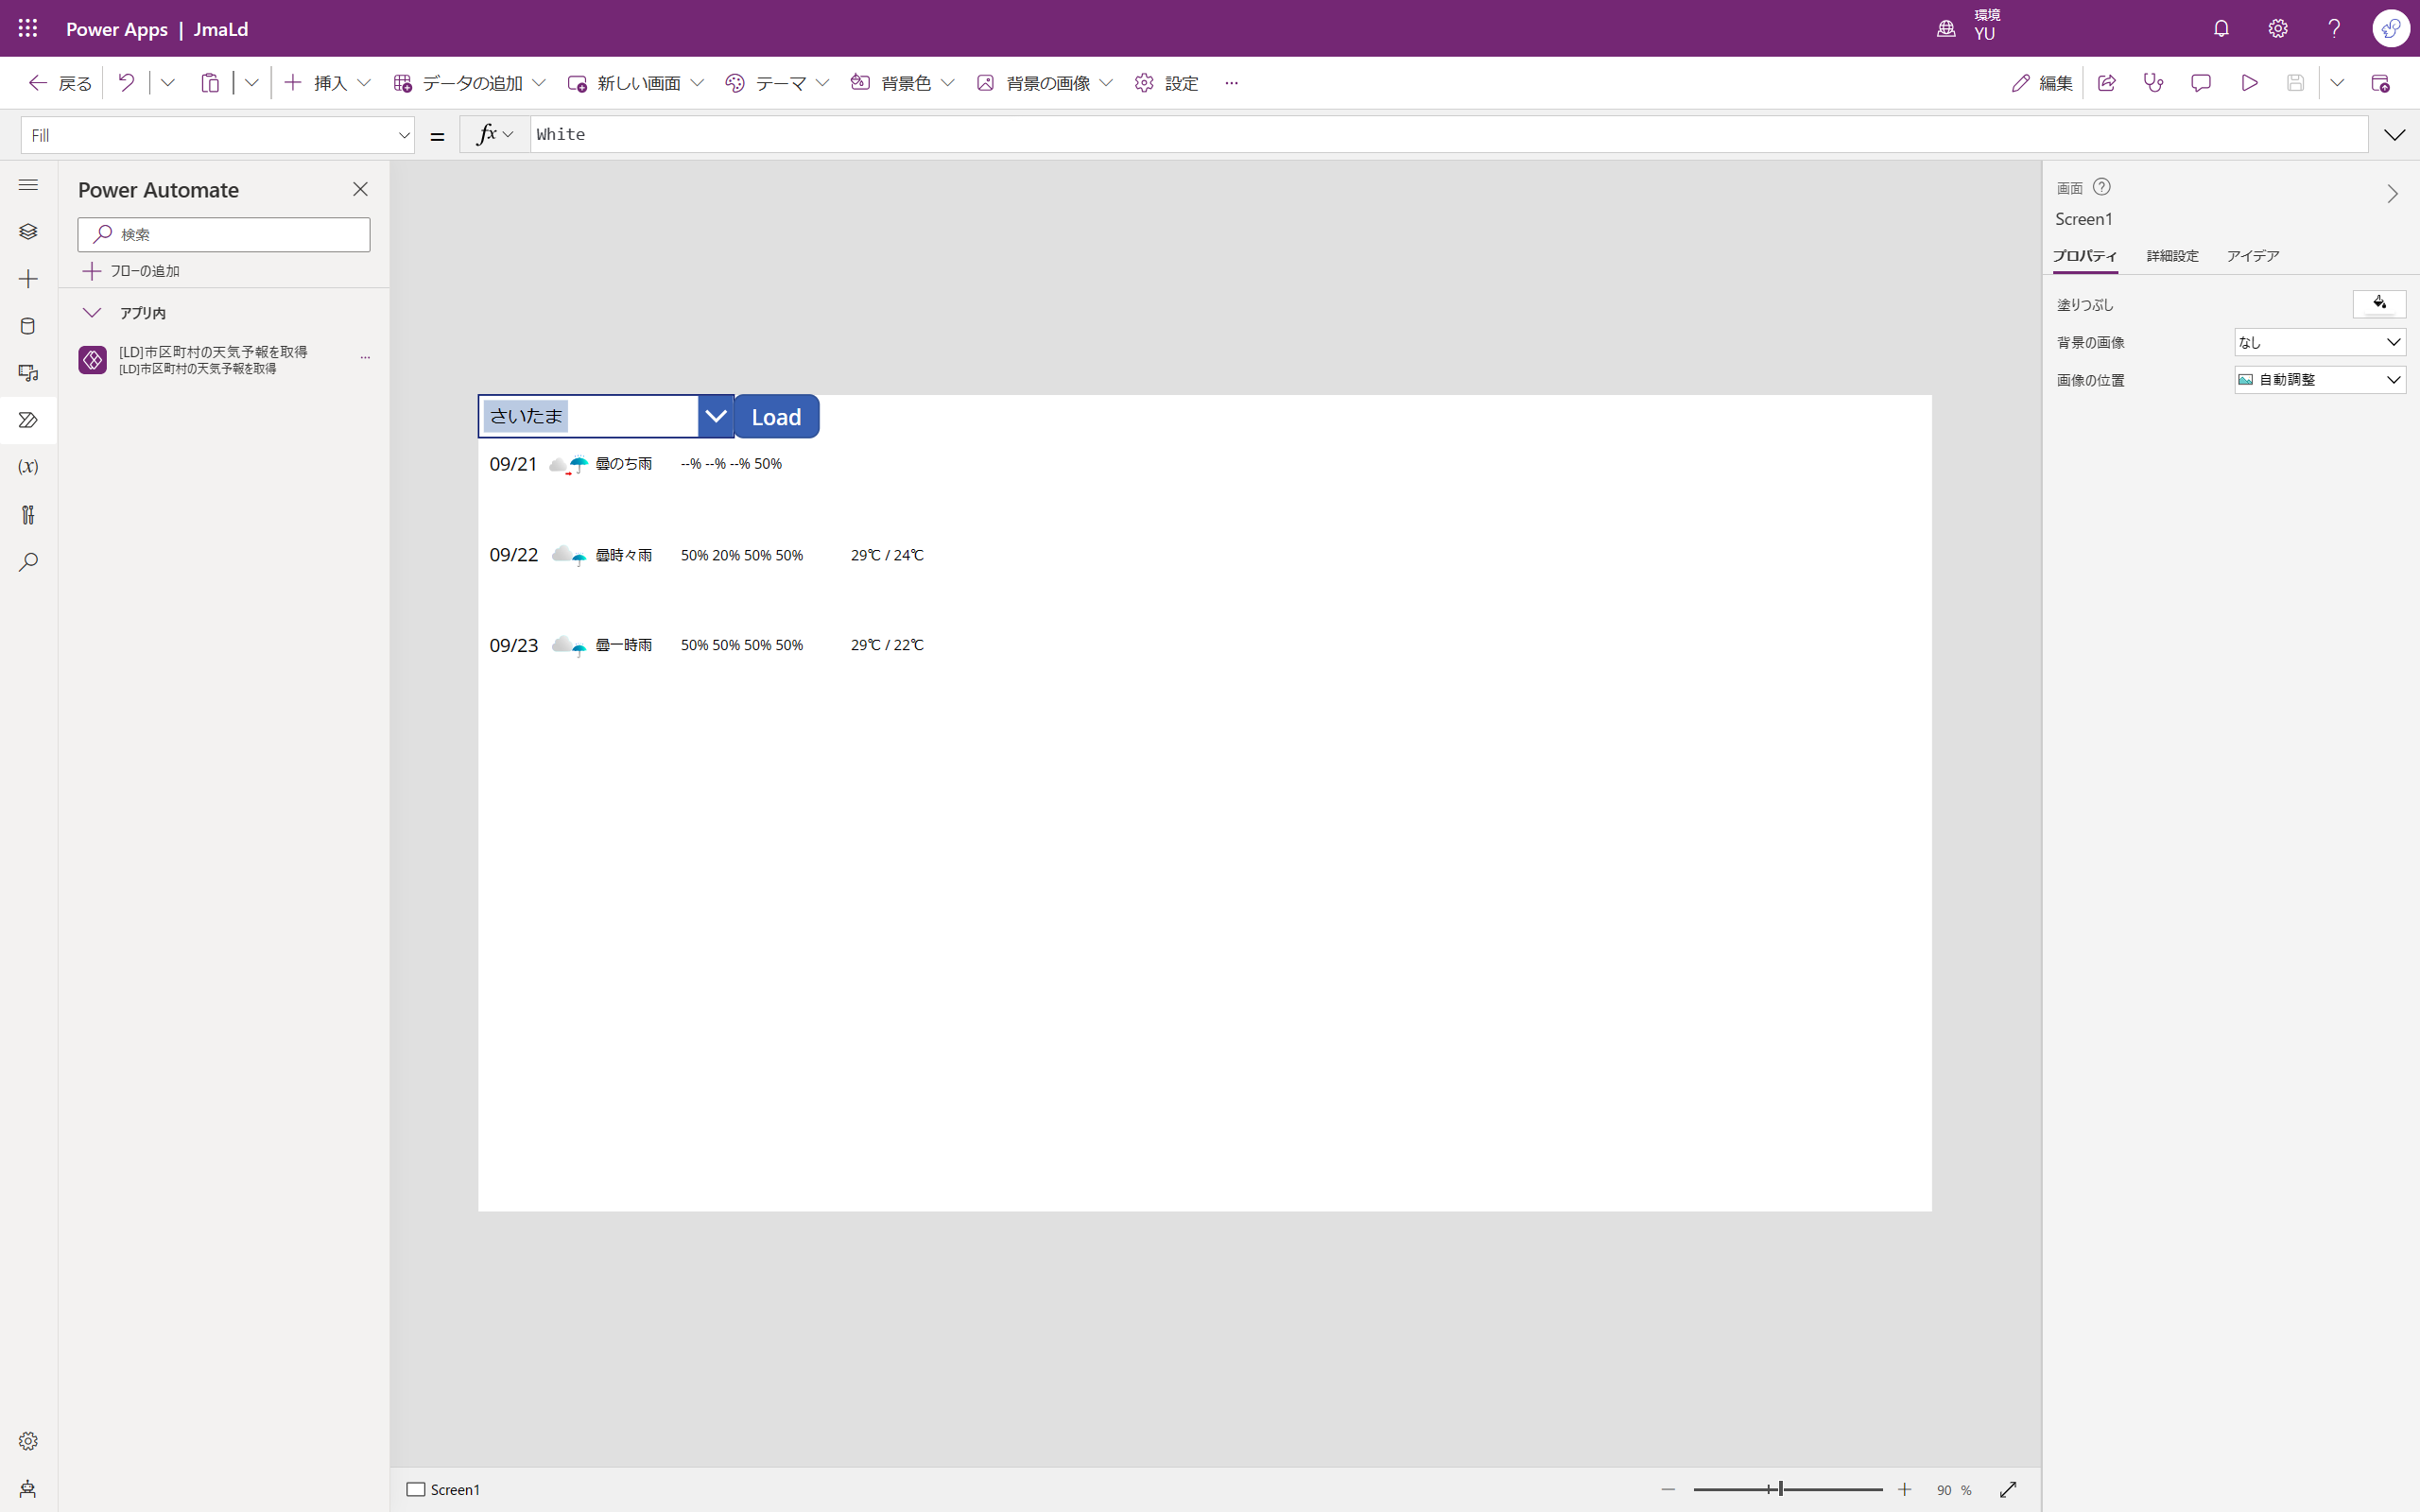 Power Apps | JmaLd
環境
YU
戻る 挿入 データの追加 新しい画面 テーマ 背景色 背景の画像 設定 ... 編集
Fill = fx White
Power Automate
検索
フローの追加
アプリ内
[LD]市区町村の天気予報を取得
[LD]市区町村の天気予報を取得
...
(x)
さいたま Load
09/21 曇のち雨 --% --% --% 50%
09/22 曇時々雨 50% 20% 50% 50% 29℃ / 24℃
09/23 曇一時雨 50% 50% 50% 50% 29℃ / 22℃
画面
Screen1
プロパティ 詳細設定 アイデア
塗りつぶし
背景の画像 なし
画像の位置 自動調整
Screen1
90 %